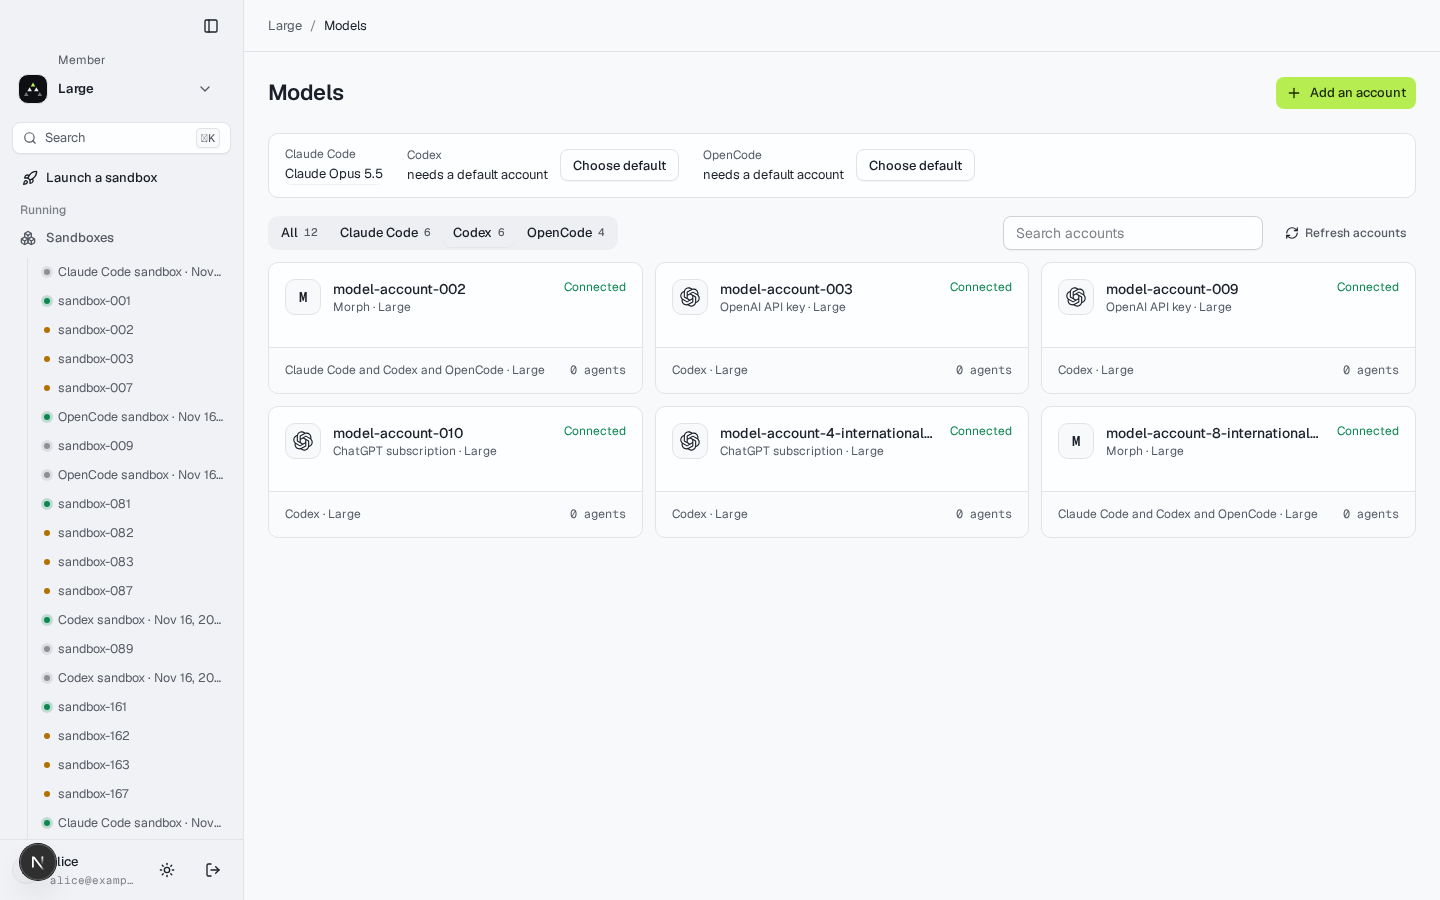 Member
Large
Search
K
Launch a sandbox
Running
Sandboxes
Claude Code sandbox · Nov...
sandbox-001
sandbox-002
sandbox-003
sandbox-007
OpenCode sandbox · Nov 16...
sandbox-009
OpenCode sandbox · Nov 16...
sandbox-081
sandbox-082
sandbox-083
sandbox-087
Codex sandbox · Nov 16, 20...
sandbox-089
Codex sandbox · Nov 16, 20...
sandbox-161
sandbox-162
sandbox-163
sandbox-167
Claude Code sandbox · Nov...
N
lice
alice@examp...
Large / Models
Models
Add an account
Claude Code
Claude Opus 5.5
Codex
needs a default account
Choose default
OpenCode
needs a default account
Choose default
All 12
Claude Code 6
Codex 6
OpenCode 4
Search accounts
Refresh accounts
M
model-account-002
Connected
Morph · Large
Claude Code and Codex and OpenCode · Large
0 agents
model-account-003
Connected
OpenAI API key · Large
Codex · Large
0 agents
model-account-009
Connected
OpenAI API key · Large
Codex · Large
0 agents
model-account-010
Connected
ChatGPT subscription · Large
Codex · Large
0 agents
model-account-4-international...
Connected
ChatGPT subscription · Large
Codex · Large
0 agents
M
model-account-8-international...
Connected
Morph · Large
Claude Code and Codex and OpenCode · Large
0 agents